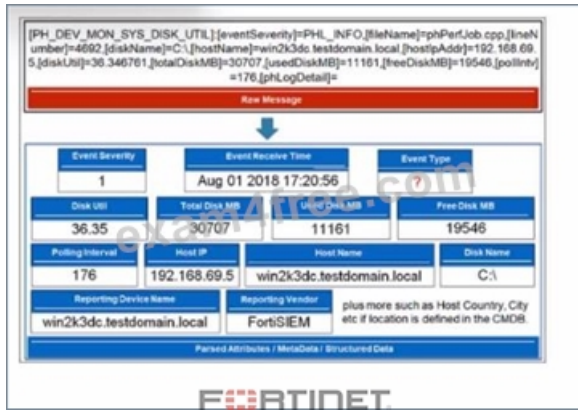 [PH_DEV_MON_SYS_DISK_UTIL]:[eventSeverity]=PHL_INFO,[fileName]=phPerfJob.cpp,[lineN
umber]=4692,[diskName]=C:\,[hostName]=win2k3dc.testdomain.local,[hostIpAddr]=192.168.69.
5,[diskUtil]=36.346761,[totalDiskMB]=30707,[usedDiskMB]=11161,[freeDiskMB]=19546,[pollIntv]
=176,[phLogDetail]=
Raw Message
Event Severity Event Receive Time Event Type
1 Aug 01 2018 17:20:56 ?
Disk Util Total Disk MB Used Disk MB Free Disk MB
36.35 30707 11161 19546
exam4free.com
Polling Interval Host IP Host Name Disk Name
176 192.168.69.5 win2k3dc.testdomain.local C:\
Reporting Device Name Reporting Vendor plus more such as Host Country, City
win2k3dc.testdomain.local FortiSIEM etc if location is defined in the CMDB.
Parsed Attributes / MetaData / Structured Data
FORTINET